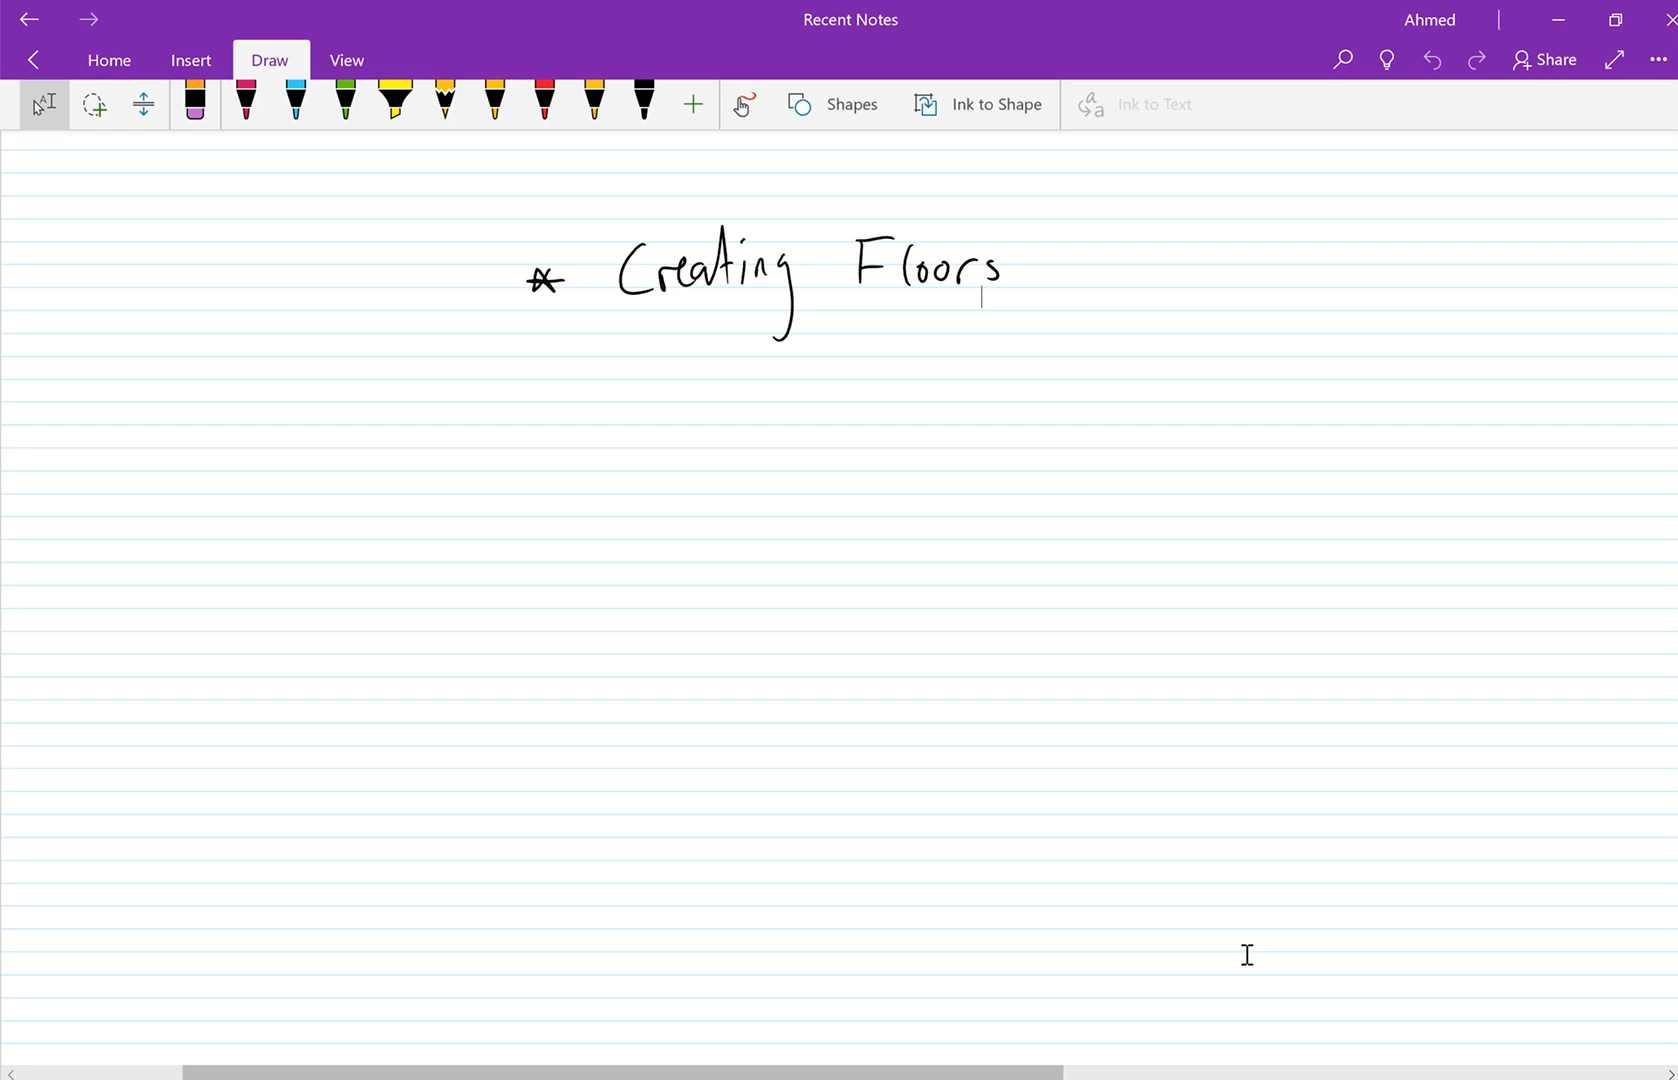 Recent Notes
Ahmed
Home Insert Draw View
Share
Shapes Ink to Shape Ink to Text
* Creating Floors